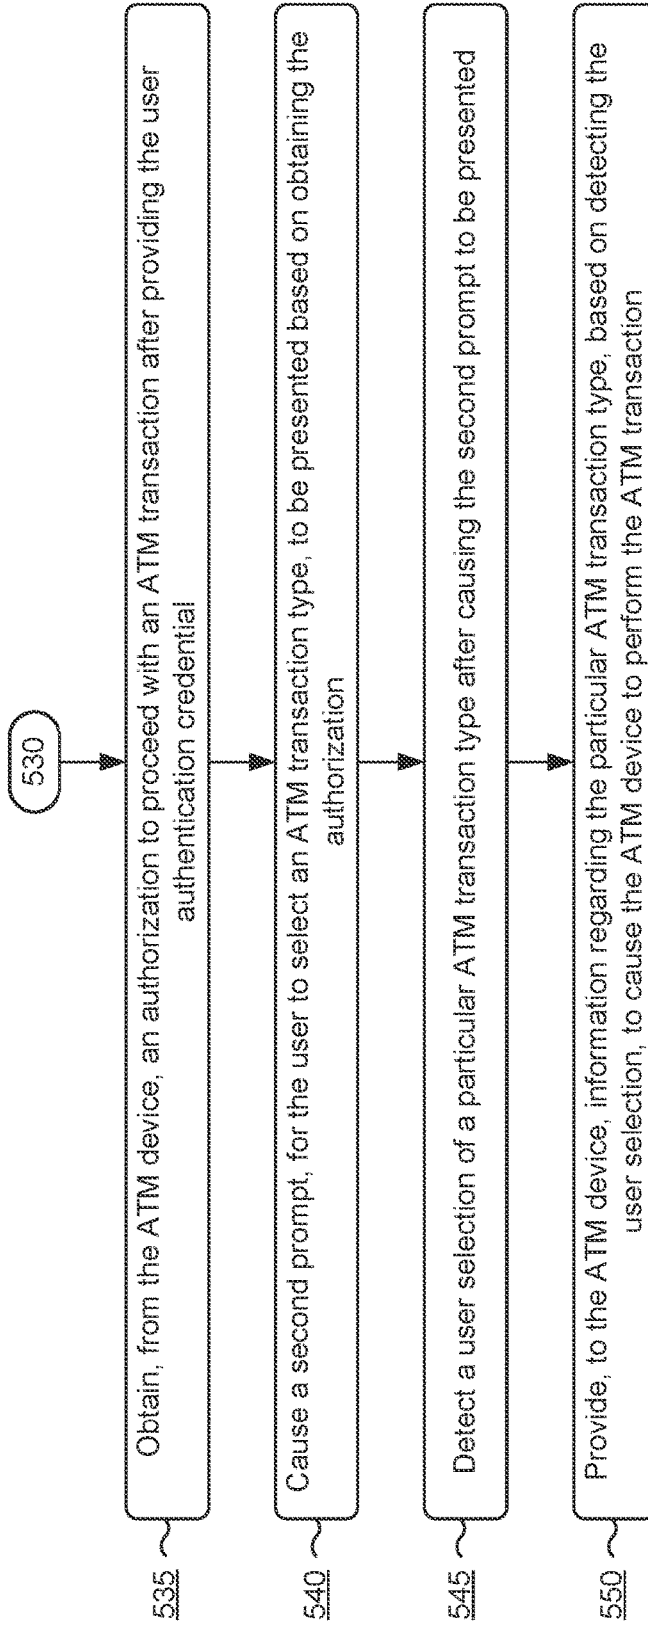 530
535
Obtain, from the ATM device, an authorization to proceed with an ATM transaction after providing the user
authentication credential
540
Cause a second prompt, for the user to select an ATM transaction type, to be presented based on obtaining the
authorization
545
Detect a user selection of a particular ATM transaction type after causing the second prompt to be presented
550
Provide, to the ATM device, information regarding the particular ATM transaction type, based on detecting the
user selection, to cause the ATM device to perform the ATM transaction